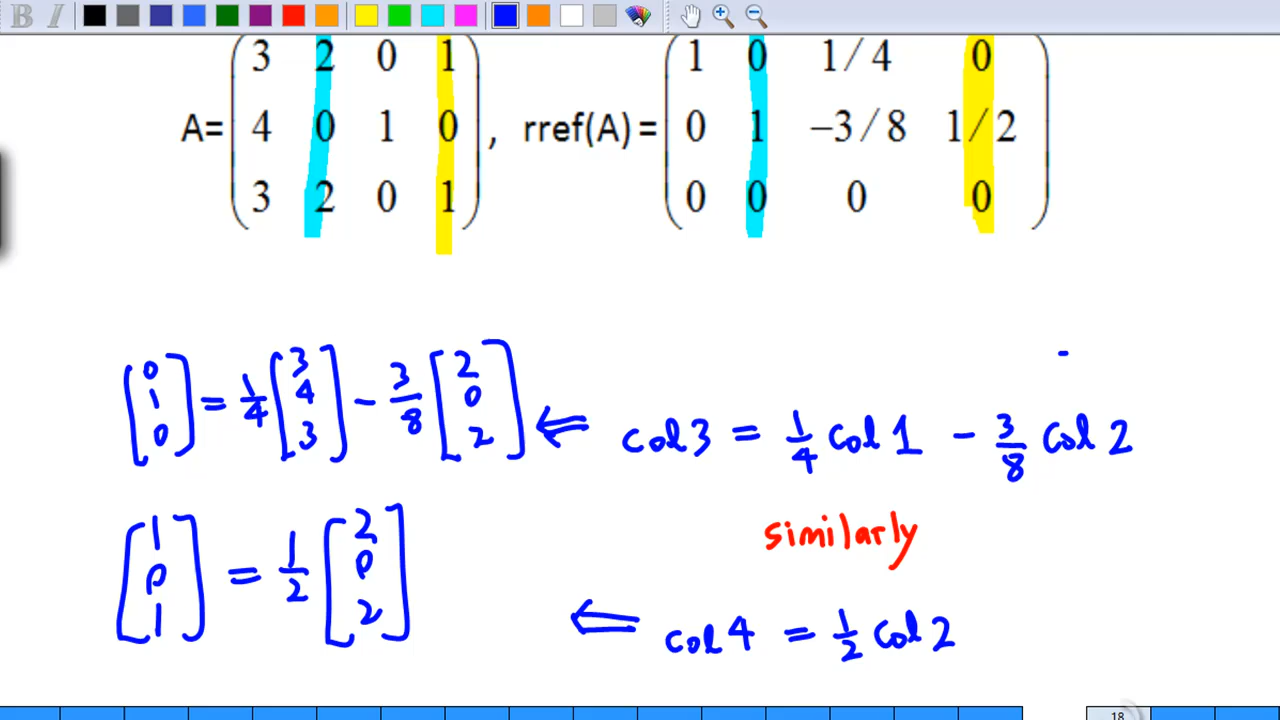 B I
3 2 0 1 1 0 1/4 0
A= 4 0 1 0 , rref(A) = 0 1 −3/8 1/2
3 2 0 1 0 0 0 0
[0 1 0] = 1/4 [3 4 3] − 3/8 [2 0 2] ⇐ col3 = 1/4 col1 − 3/8 col2
similarly
[1 0 1] = 1/2 [2 0 2] ⇐ col4 = 1/2 col2
18